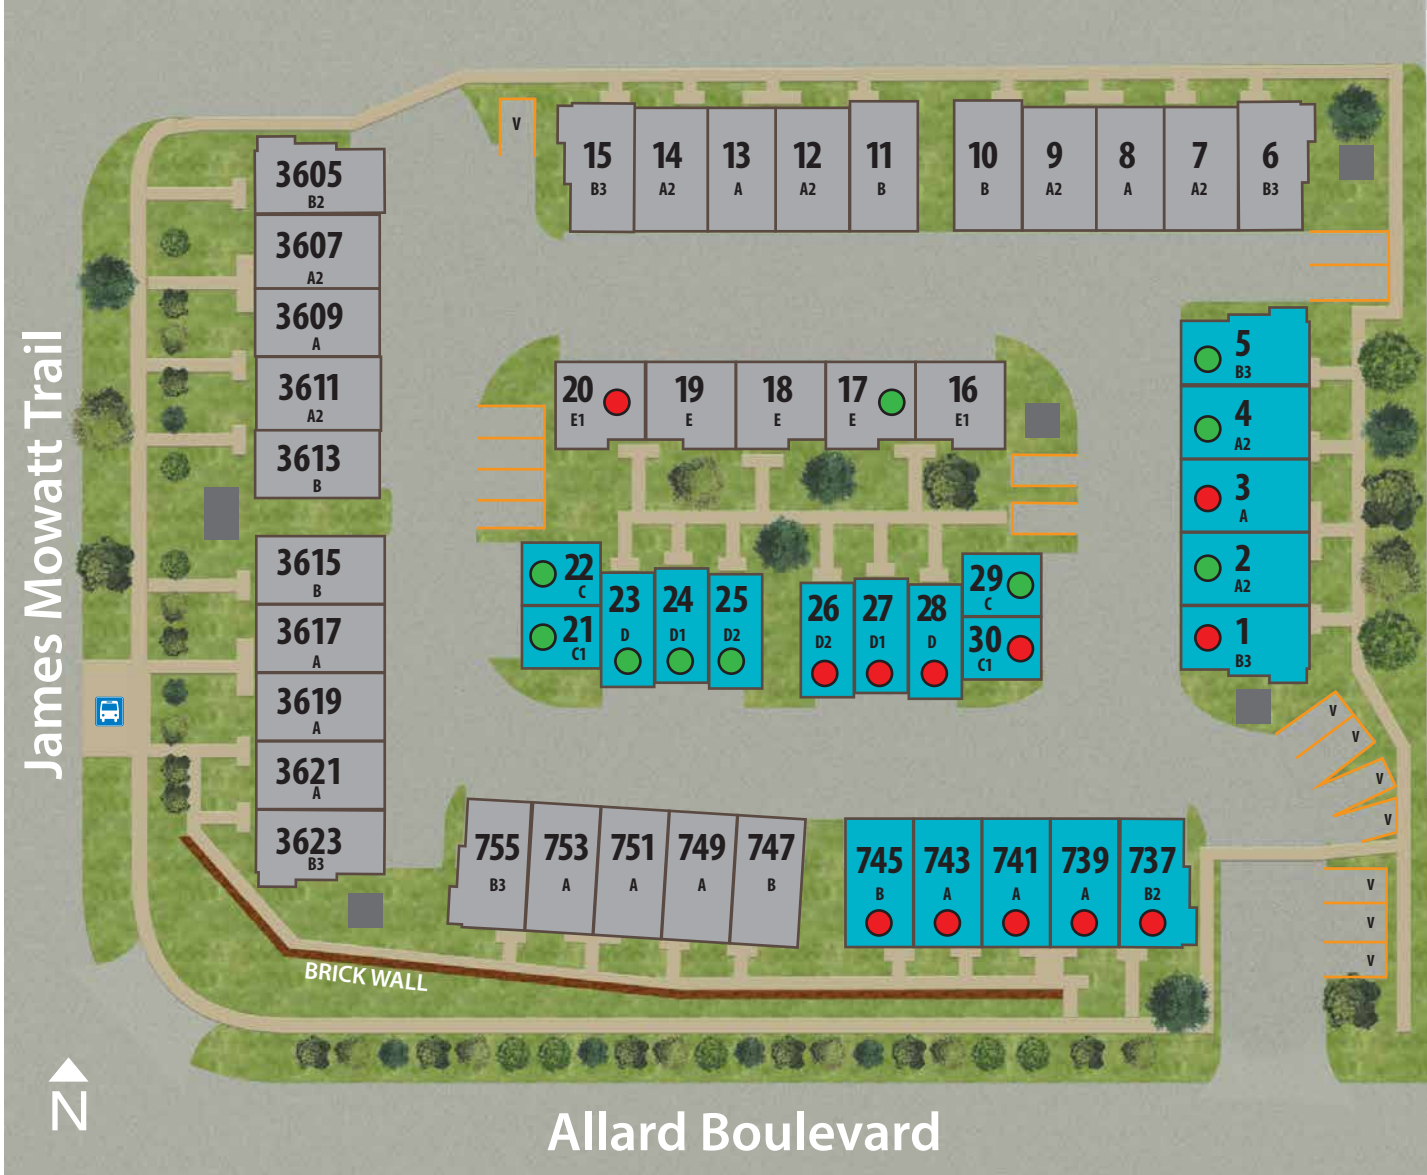 V
15
B3
14
A2
13
A
12
A2
11
B
10
B
9
A2
8
A
7
A2
6
B3
3605
B2
3607
A2
3609
A
3611
A2
3613
B
3615
B
3617
A
3619
A
3621
A
3623
B3
James Mowatt Trail
20
E1
19
E
18
E
17
E
16
E1
5
B3
4
A2
3
A
2
A2
1
B3
22
C
21
C1
23
D
24
D1
25
D2
26
D2
27
D1
28
D
29
C
30
C1
V
V
V
V
755
B3
753
A
751
A
749
A
747
B
745
B
743
A
741
A
739
A
737
B2
V
V
V
BRICK WALL
N
Allard Boulevard